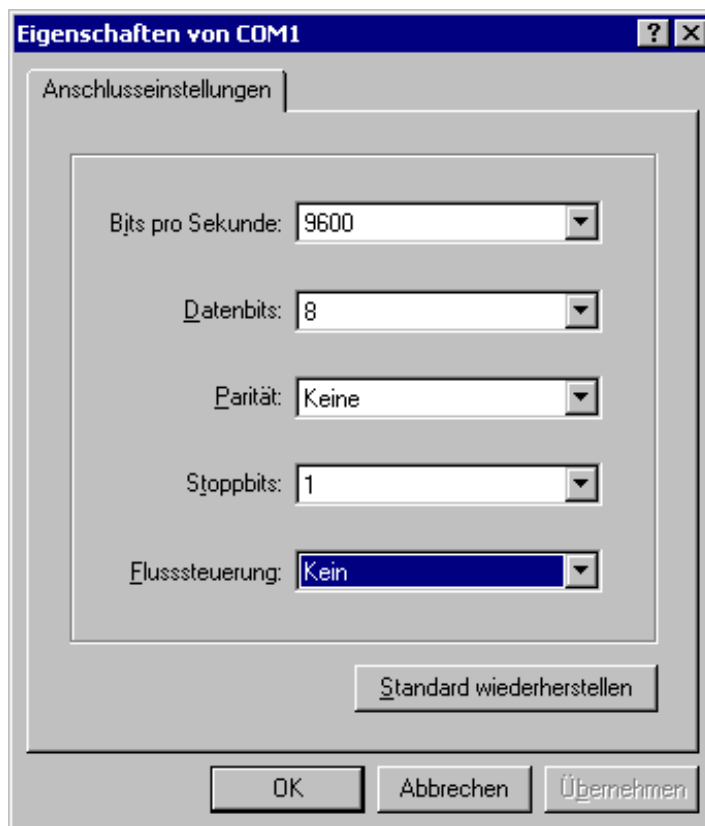 Eigenschaften von COM1
Anschlusseinstellungen
Bits pro Sekunde: 9600
Datenbits: 8
Parität: Keine
Stoppbits: 1
Flusssteuerung: Kein
Standard wiederherstellen
OK Abbrechen Übernehmen